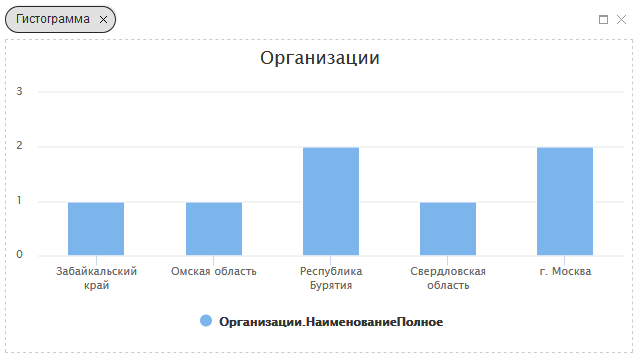 Гистограмма
Организации
3
2
1
0
Забайкальский край
Омская область
Республика Бурятия
Свердловская область
г. Москва
Организации.НаименованиеПолное